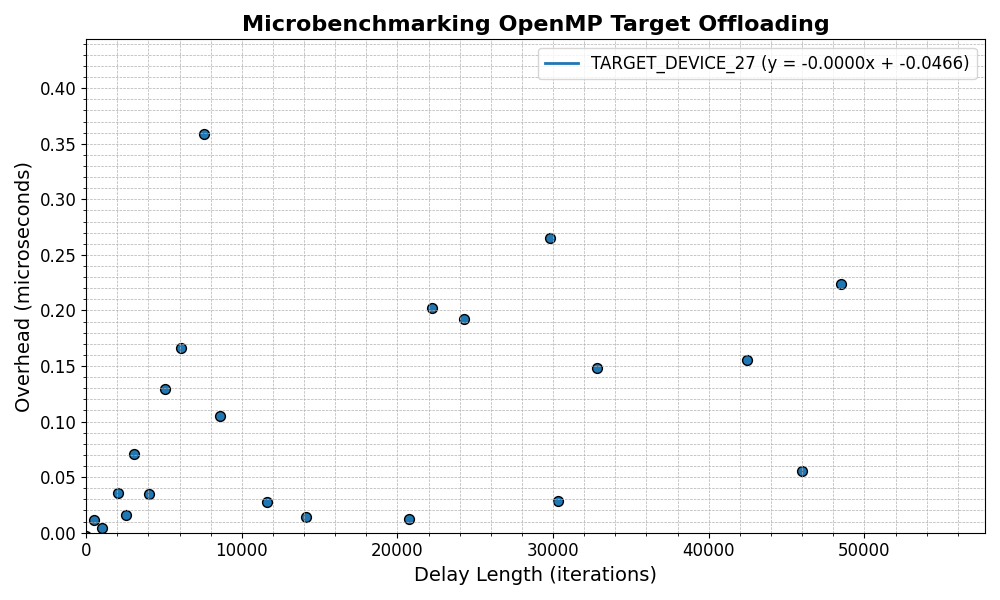 Microbenchmarking OpenMP Target Offloading
TARGET_DEVICE_27 (y = -0.0000x + -0.0466)
Overhead (microseconds)
0.40
0.35
0.30
0.25
0.20
0.15
0.10
0.05
0.00
0 10000 20000 30000 40000 50000
Delay Length (iterations)